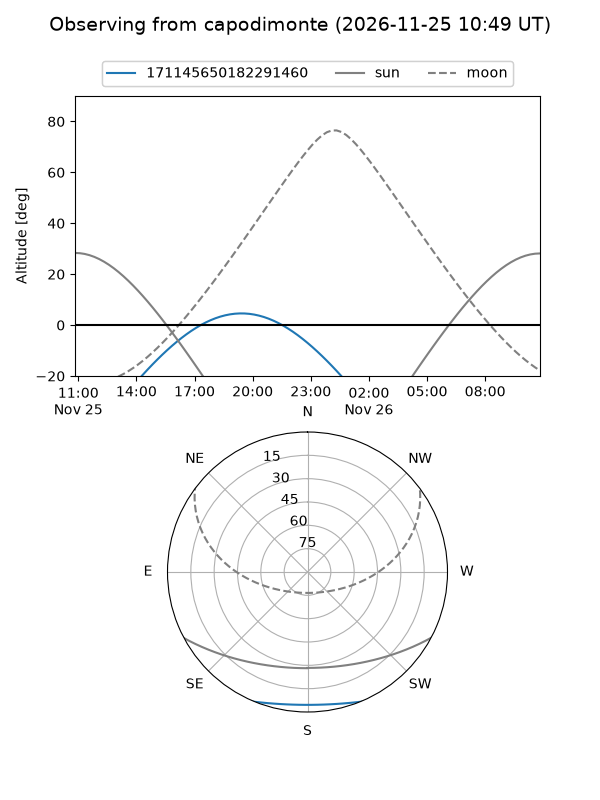 Observing from capodimonte (2026-11-25 10:49 UT)
171145650182291460 sun moon
Altitude [deg]
80
60
40
20
0
−20
11:00 14:00 17:00 20:00 23:00 02:00 05:00 08:00
Nov 25 Nov 26
N
NE NW
15
30
45
60
75
E W
SE SW
S